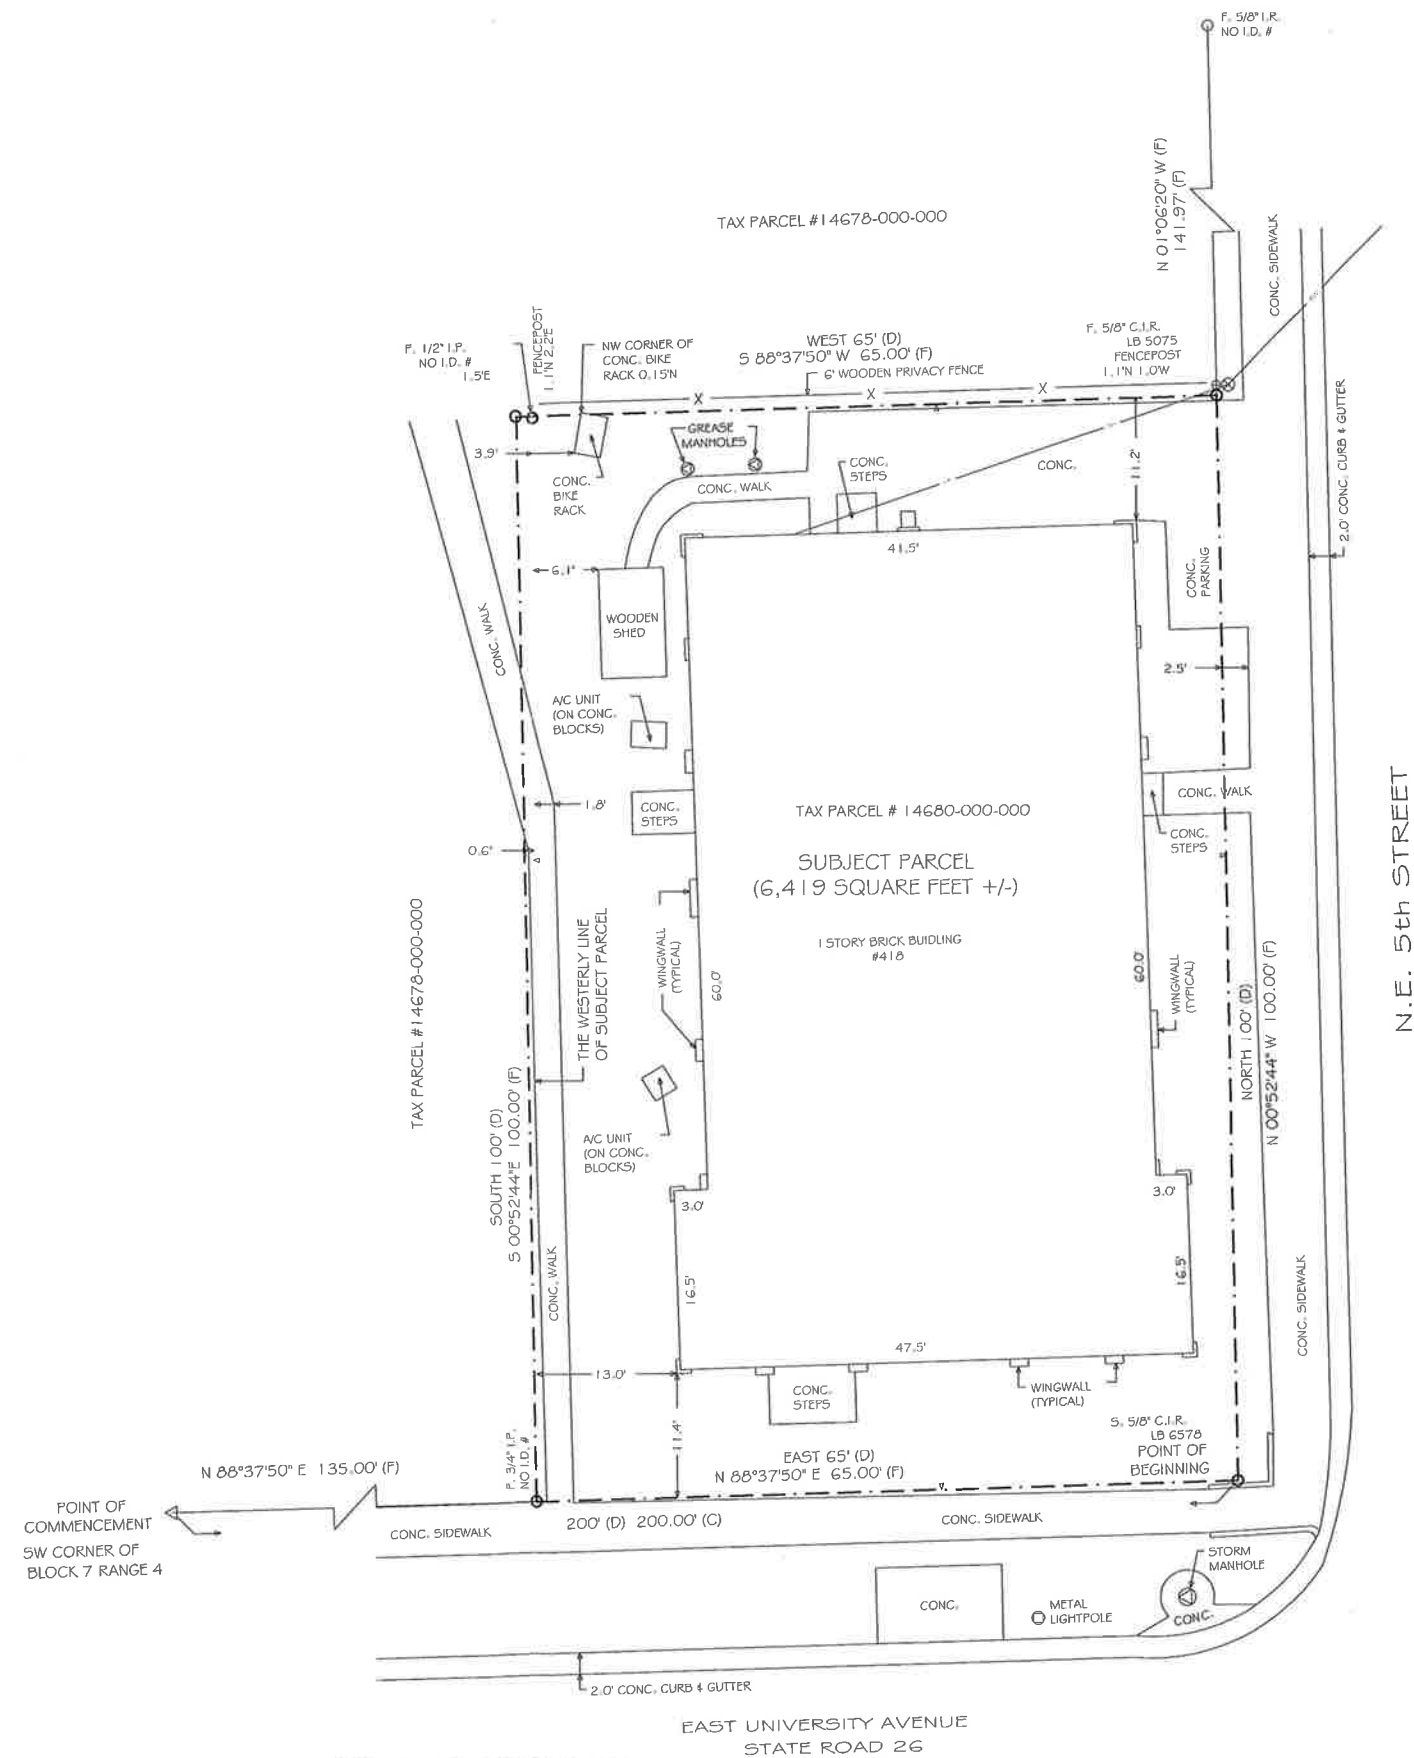 F. 5/8" I.R.
NO I.D. #
N 01°06'20" W (F)
141.97' (F)
CONC. SIDEWALK
TAX PARCEL #14678-000-000
F. 1/2" I.P.
NO I.D. #
1.5'E
FENCEPOST
1.1'N 2.2'E
NW CORNER OF
CONC. BIKE
RACK 0.15'N
WEST 65' (D)
S 88°37'50" W 65.00' (F)
6' WOODEN PRIVACY FENCE
F. 5/8" C.I.R.
LB 5075
FENCEPOST
1.1'N 1.0'W
X
X
X
2.0' CONC. CURB & GUTTER
GREASE
MANHOLES
3.9'
CONC.
BIKE
RACK
CONC. WALK
CONC.
STEPS
CONC.
11.2'
41.5'
6.1'
CONC.
PARKING
WOODEN
SHED
CONC. WALK
2.5'
A/C UNIT
(ON CONC.
BLOCKS)
1.8'
CONC.
STEPS
CONC. WALK
CONC.
STEPS
0.6'
TAX PARCEL # 14680-000-000
SUBJECT PARCEL
(6,419 SQUARE FEET +/-)
1 STORY BRICK BUIDLING
#418
N.E. 5th STREET
TAX PARCEL #14678-000-000
THE WESTERLY LINE
OF SUBJECT PARCEL
WINGWALL
(TYPICAL)
60.0'
60.0'
WINGWALL
(TYPICAL)
NORTH 100' (D)
N 00°52'44" W 100.00' (F)
SOUTH 100' (D)
S 00°52'44"E 100.00' (F)
A/C UNIT
(ON CONC.
BLOCKS)
3.0'
3.0'
16.5'
16.5'
CONC. WALK
CONC. SIDEWALK
47.5'
13.0'
CONC.
STEPS
WINGWALL
(TYPICAL)
11.4'
S. 5/8" C.I.R.
LB 6578
POINT OF
BEGINNING
F. 3/4" I.P.
NO I.D. #
EAST 65' (D)
N 88°37'50" E 65.00' (F)
N 88°37'50" E 135.00' (F)
POINT OF
COMMENCEMENT
SW CORNER OF
BLOCK 7 RANGE 4
CONC. SIDEWALK
200' (D) 200.00' (C)
CONC. SIDEWALK
STORM
MANHOLE
CONC.
METAL
LIGHTPOLE
CONC.
2.0' CONC. CURB & GUTTER
EAST UNIVERSITY AVENUE
STATE ROAD 26